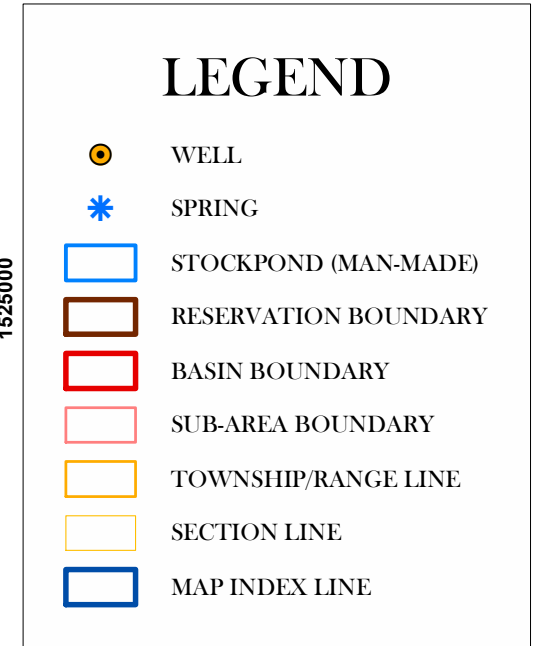 LEGEND
WELL
SPRING
STOCKPOND (MAN-MADE)
1525000
RESERVATION BOUNDARY
BASIN BOUNDARY
SUB-AREA BOUNDARY
TOWNSHIP/RANGE LINE
SECTION LINE
MAP INDEX LINE